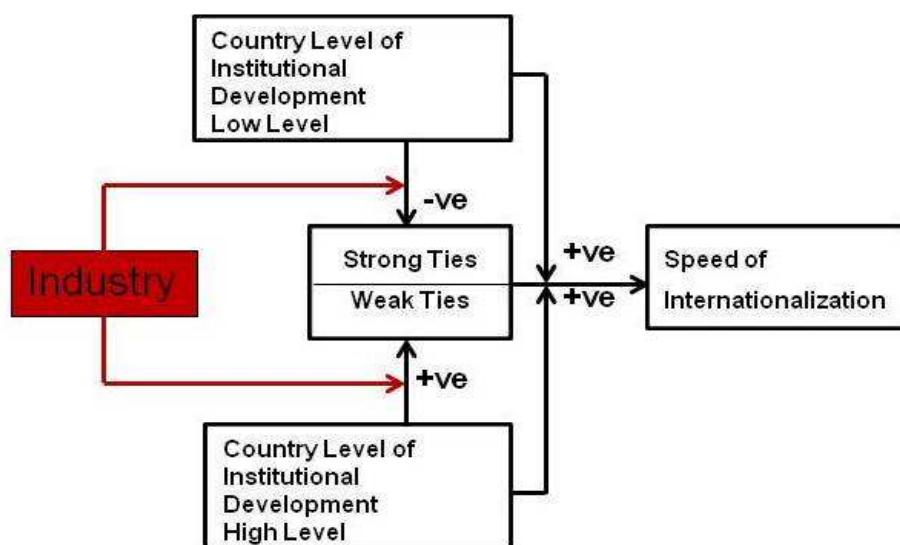 Country Level of
Institutional
Development
Low Level
-ve
Industry
Strong Ties
Weak Ties
+ve
+ve
Speed of
Internationalization
+ve
Country Level of
Institutional
Development
High Level